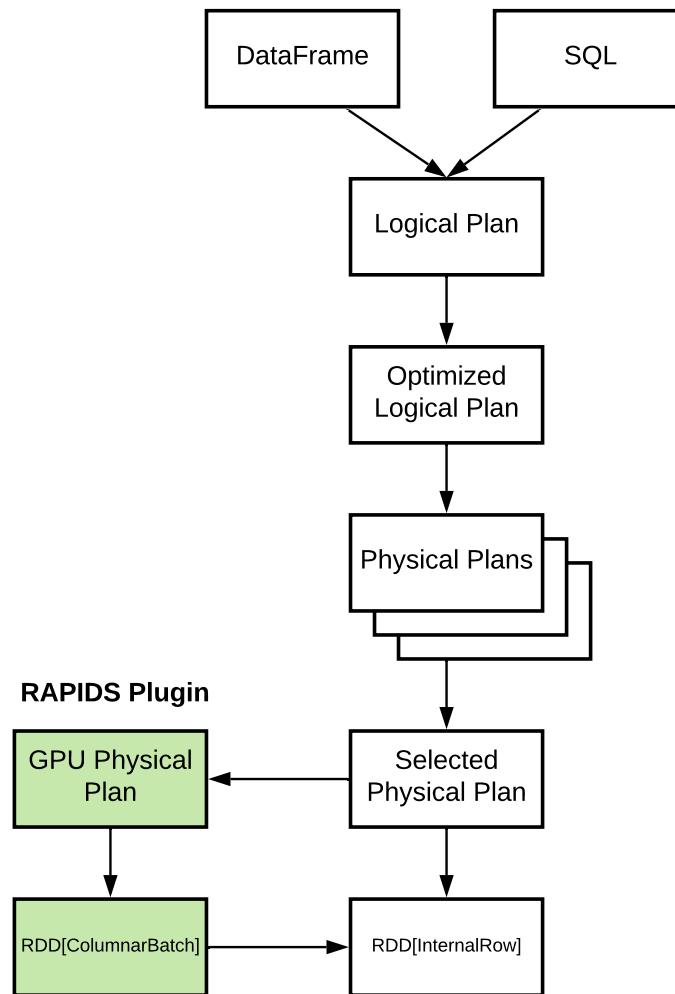 DataFrame
SQL
Logical Plan
Optimized
Logical Plan
Physical Plans
RAPIDS Plugin
GPU Physical
Plan
Selected
Physical Plan
RDD[ColumnarBatch]
RDD[InternalRow]